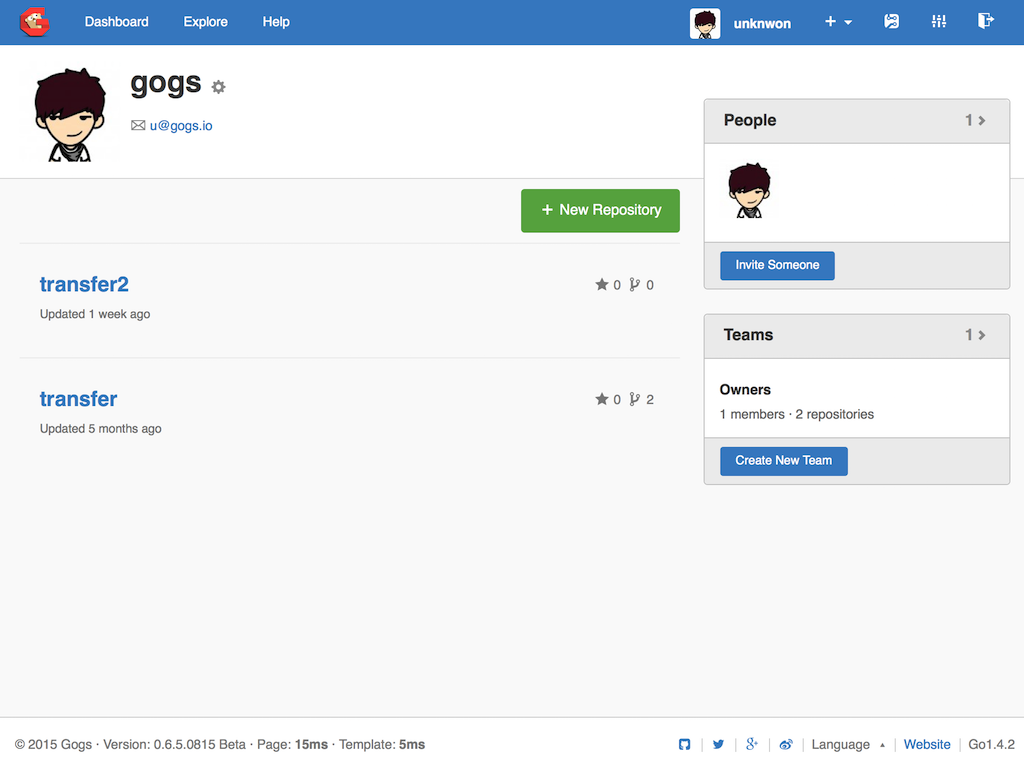 Dashboard Explore Help unknwon +
gogs
u@gogs.io
People 1
+ New Repository
Invite Someone
transfer2 0 0
Updated 1 week ago
Teams 1
Owners
1 members · 2 repositories
transfer 0 2
Updated 5 months ago
Create New Team
© 2015 Gogs · Version: 0.6.5.0815 Beta · Page: 15ms · Template: 5ms
Language
Website
Go1.4.2